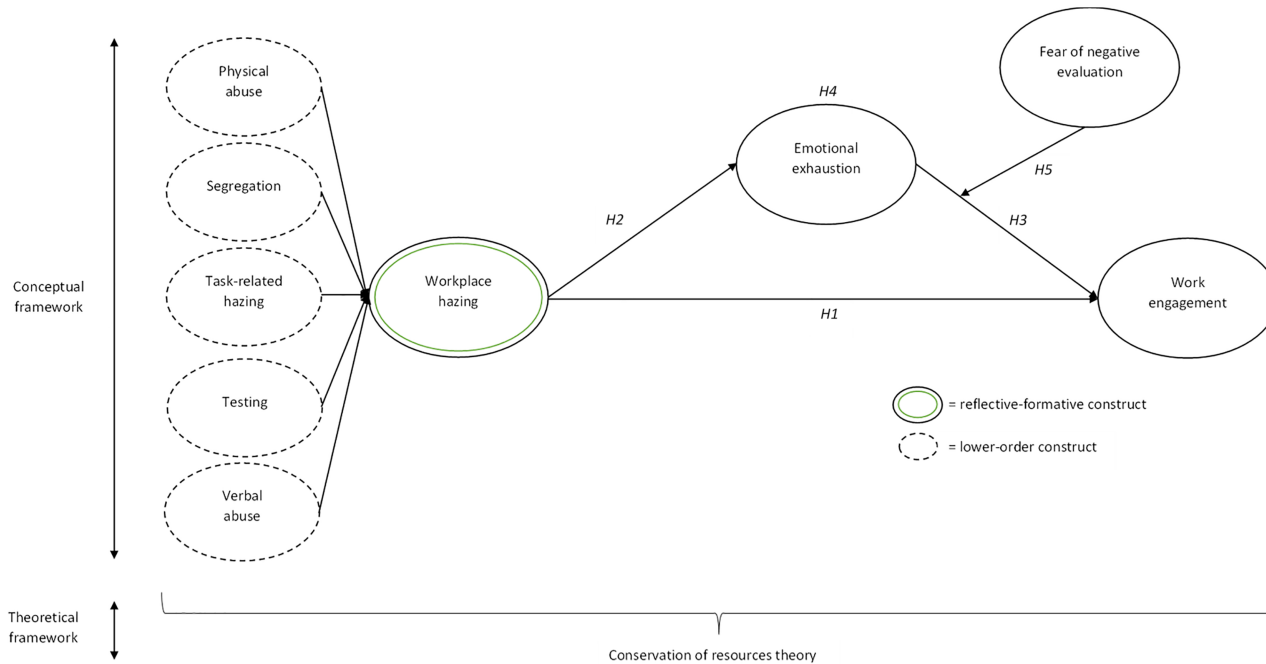 Physical
abuse
Segregation
Task-related
hazing
Testing
Verbal
abuse
Conceptual
framework
Workplace
hazing
H2
H4
Emotional
exhaustion
Fear of negative
evaluation
H5
H3
H1
Work
engagement
= reflective-formative construct
= lower-order construct
Theoretical
framework
Conservation of resources theory